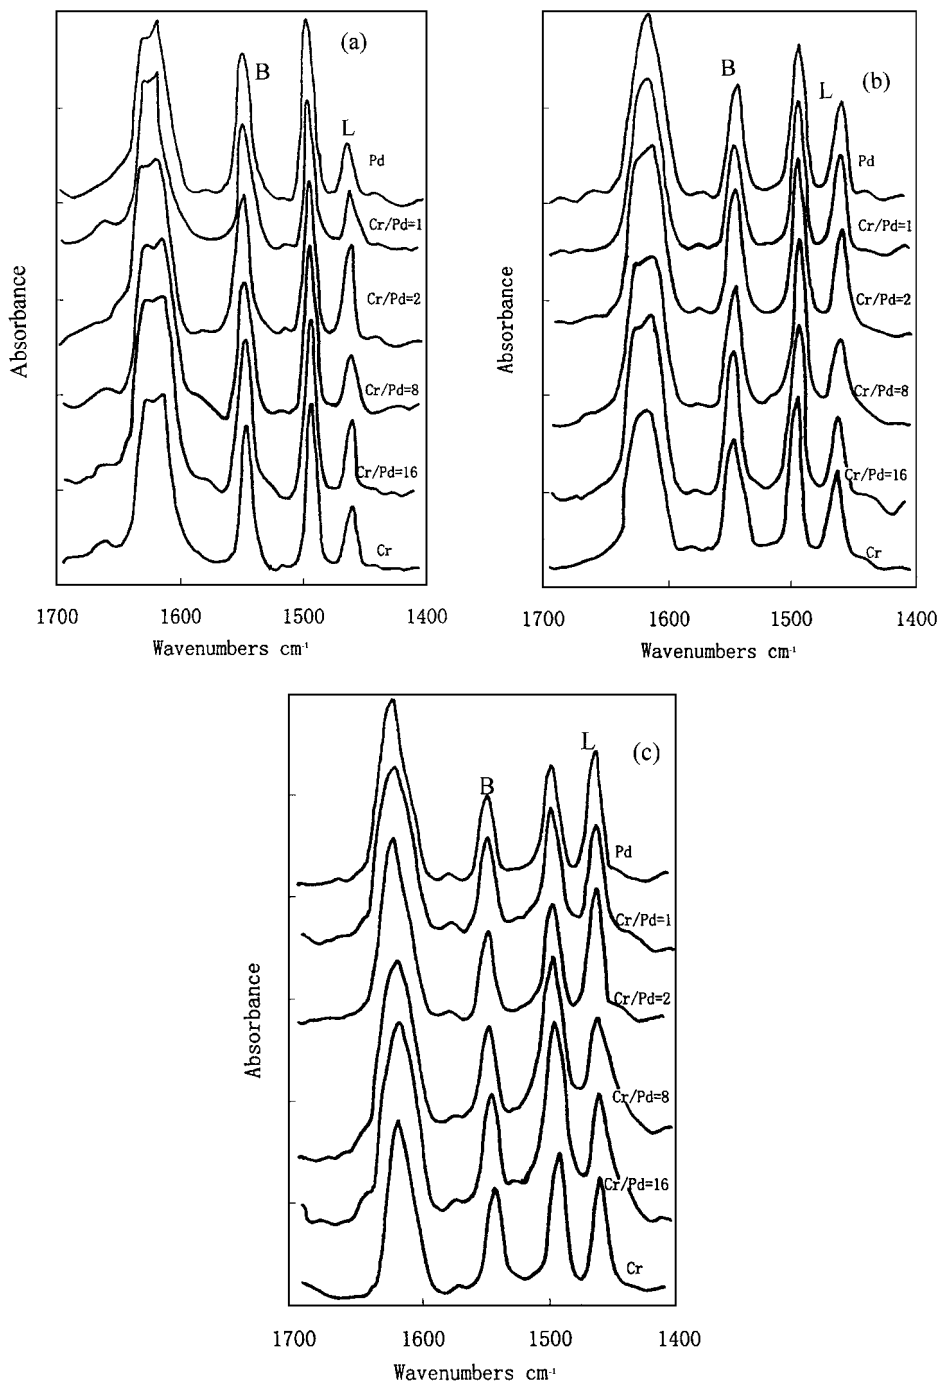 (a)
B
L
Pd
Cr/Pd=1
Cr/Pd=2
Cr/Pd=8
Cr/Pd=16
Cr
Absorbance
1700 1600 1500 1400
Wavenumbers cm⁻¹
(b)
B
L
Pd
Cr/Pd=1
Cr/Pd=2
Cr/Pd=8
Cr/Pd=16
Cr
Absorbance
1700 1600 1500 1400
Wavenumbers cm⁻¹
(c)
L
B
Pd
Cr/Pd=1
Cr/Pd=2
Cr/Pd=8
Cr/Pd=16
Cr
Absorbance
1700 1600 1500 1400
Wavenumbers cm⁻¹